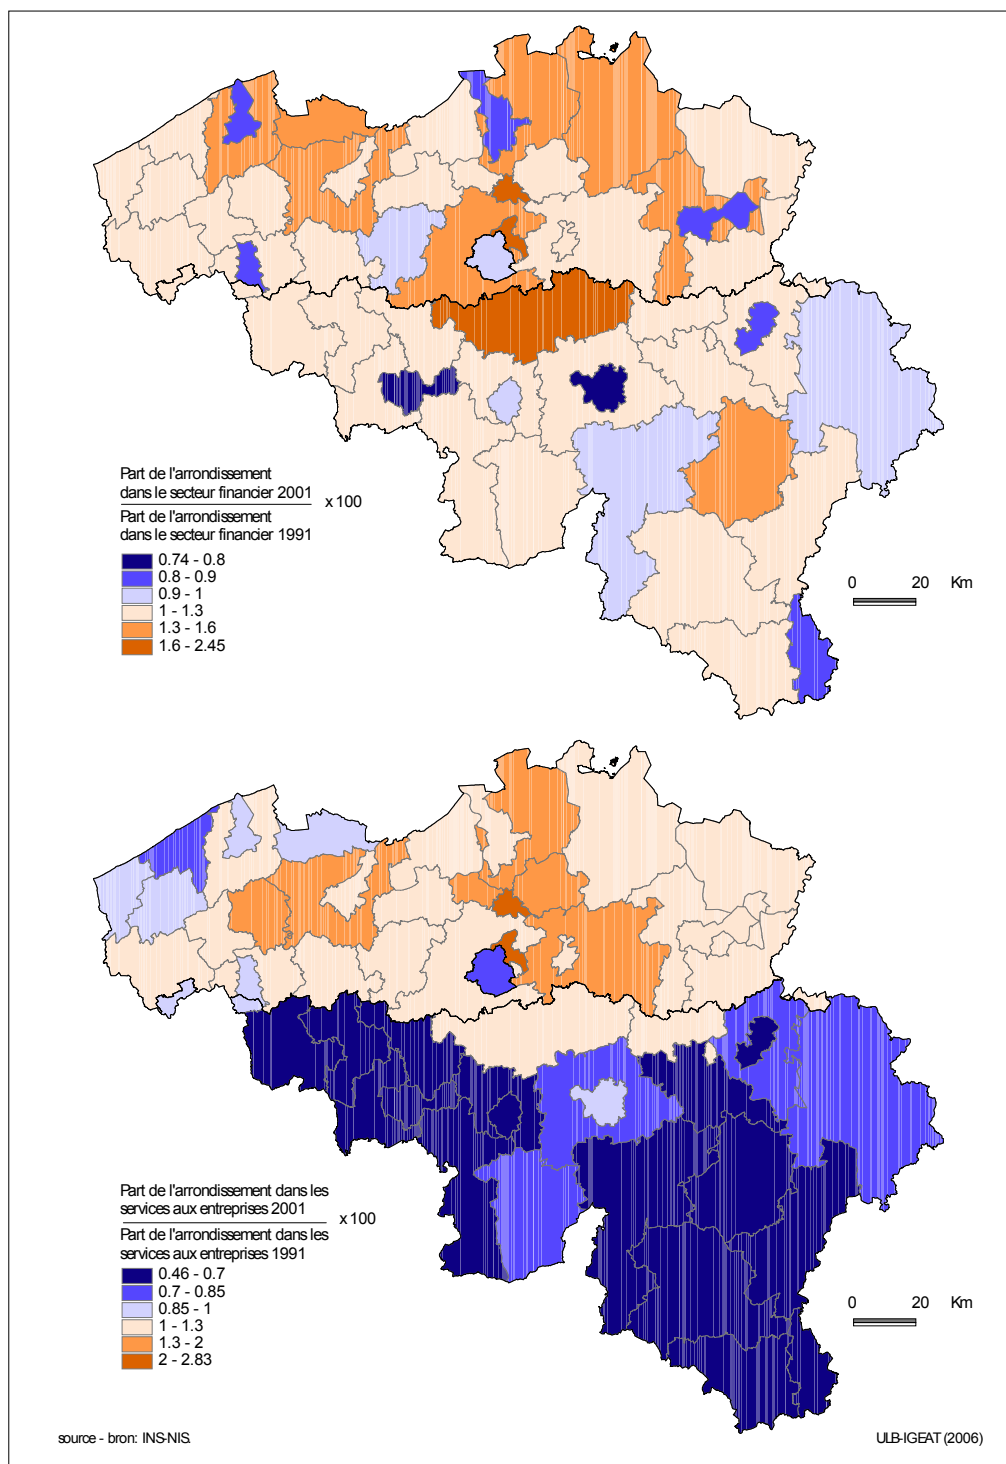 Part de l'arrondissement
dans le secteur financier 2001
x 100
Part de l'arrondissement
dans le secteur financier 1991
0.74 - 0.8
0.8 - 0.9
0.9 - 1
1 - 1.3
1.3 - 1.6
1.6 - 2.45
0 20 Km
Part de l'arrondissement dans les
services aux entreprises 2001
x 100
Part de l'arrondissement dans les
services aux entreprises 1991
0.46 - 0.7
0.7 - 0.85
0.85 - 1
1 - 1.3
1.3 - 2
2 - 2.83
0 20 Km
source - bron: INS-NIS.
ULB-IGEAT (2006)